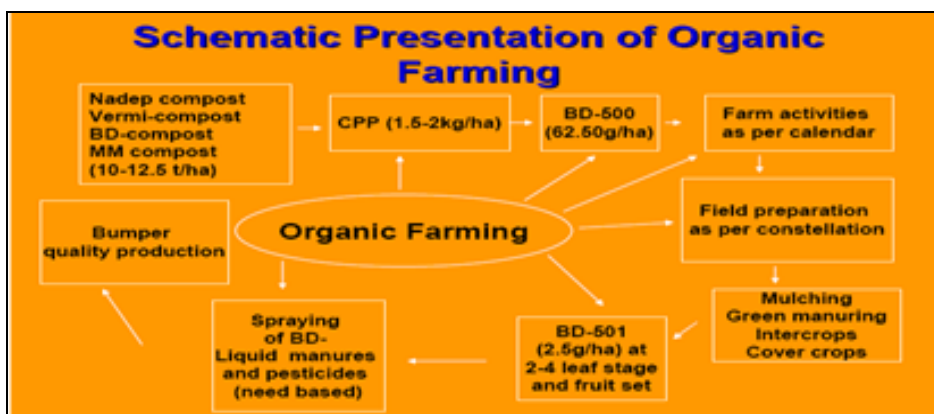 Schematic Presentation of Organic
Farming
Nadep compost
Vermi-compost
BD-compost
MM compost
(10-12.5 t/ha)
CPP (1.5-2kg/ha)
BD-500
(62.50g/ha)
Farm activities
as per calendar
Field preparation
as per constellation
Mulching
Green manuring
Intercrops
Cover crops
BD-501
(2.5g/ha) at
2-4 leaf stage
and fruit set
Spraying
of BD-
Liquid manures
and pesticides
(need based)
Bumper
quality production
Organic Farming